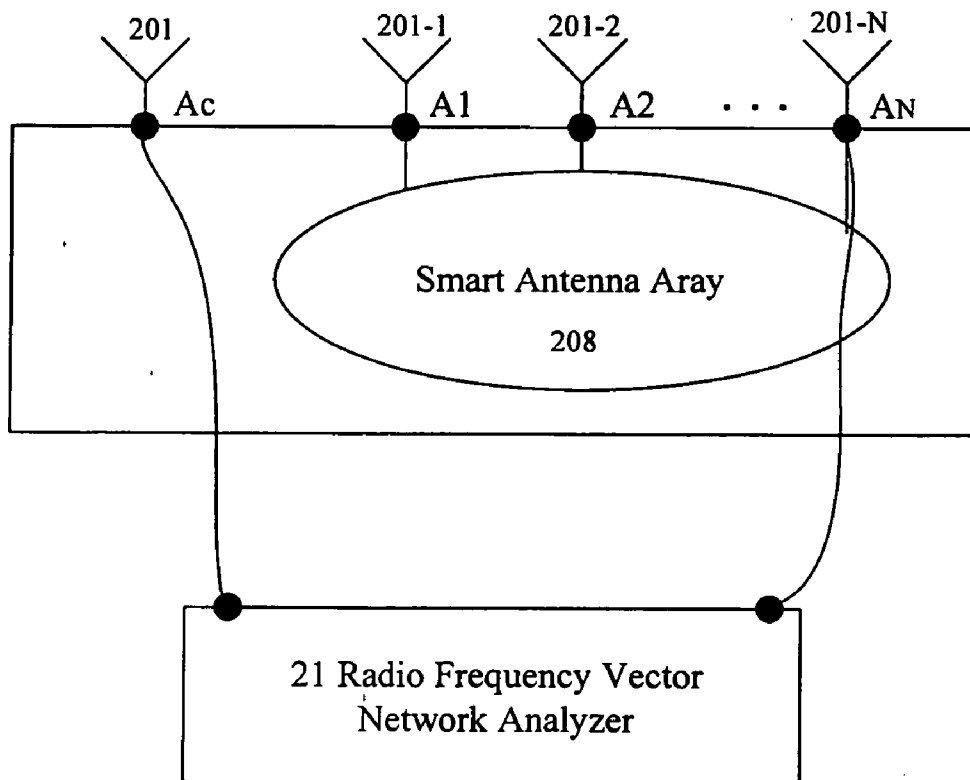 201 201-1 201-2 201-N
Ac A1 A2 . . . AN
Smart Antenna Aray
208
21 Radio Frequency Vector
Network Analyzer